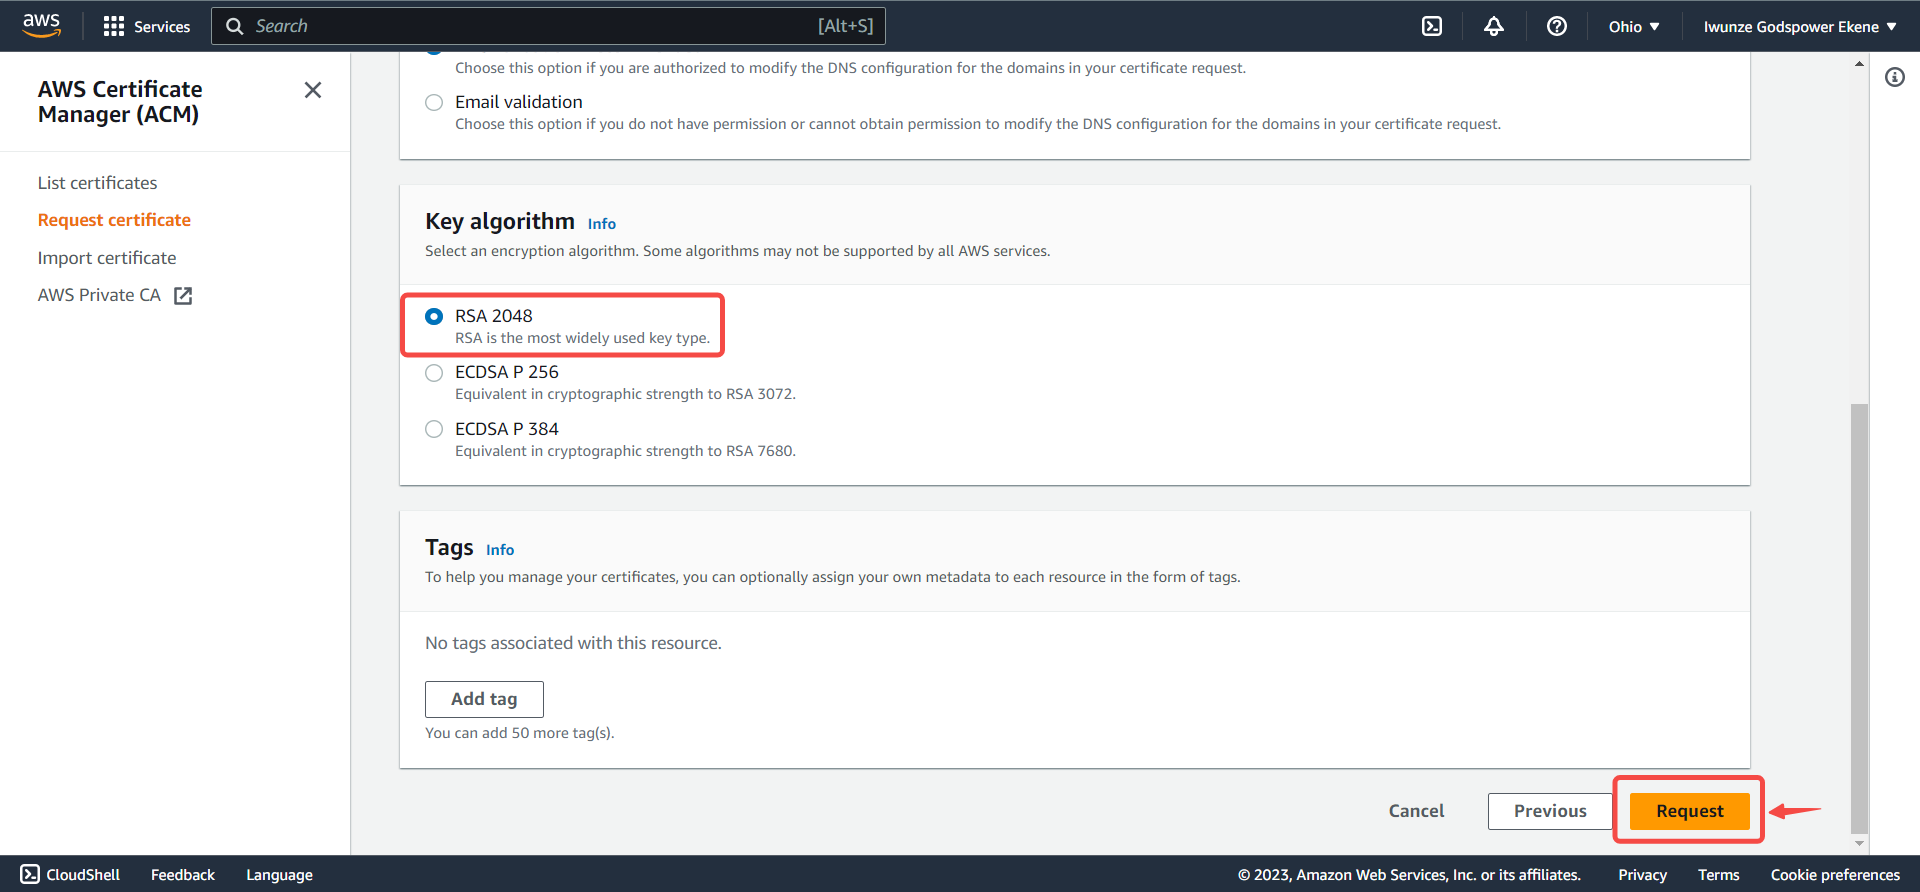 aws
Services
Search
[Alt+S]
Ohio
Iwunze Godspower Ekene
AWS Certificate
Manager (ACM)
List certificates
Request certificate
Import certificate
AWS Private CA
Choose this option if you are authorized to modify the DNS configuration for the domains in your certificate request.
Email validation
Choose this option if you do not have permission or cannot obtain permission to modify the DNS configuration for the domains in your certificate request.
Key algorithm Info
Select an encryption algorithm. Some algorithms may not be supported by all AWS services.
RSA 2048
RSA is the most widely used key type.
ECDSA P 256
Equivalent in cryptographic strength to RSA 3072.
ECDSA P 384
Equivalent in cryptographic strength to RSA 7680.
Tags Info
To help you manage your certificates, you can optionally assign your own metadata to each resource in the form of tags.
No tags associated with this resource.
Add tag
You can add 50 more tag(s).
Cancel
Previous
Request
CloudShell
Feedback
Language
© 2023, Amazon Web Services, Inc. or its affiliates.
Privacy
Terms
Cookie preferences